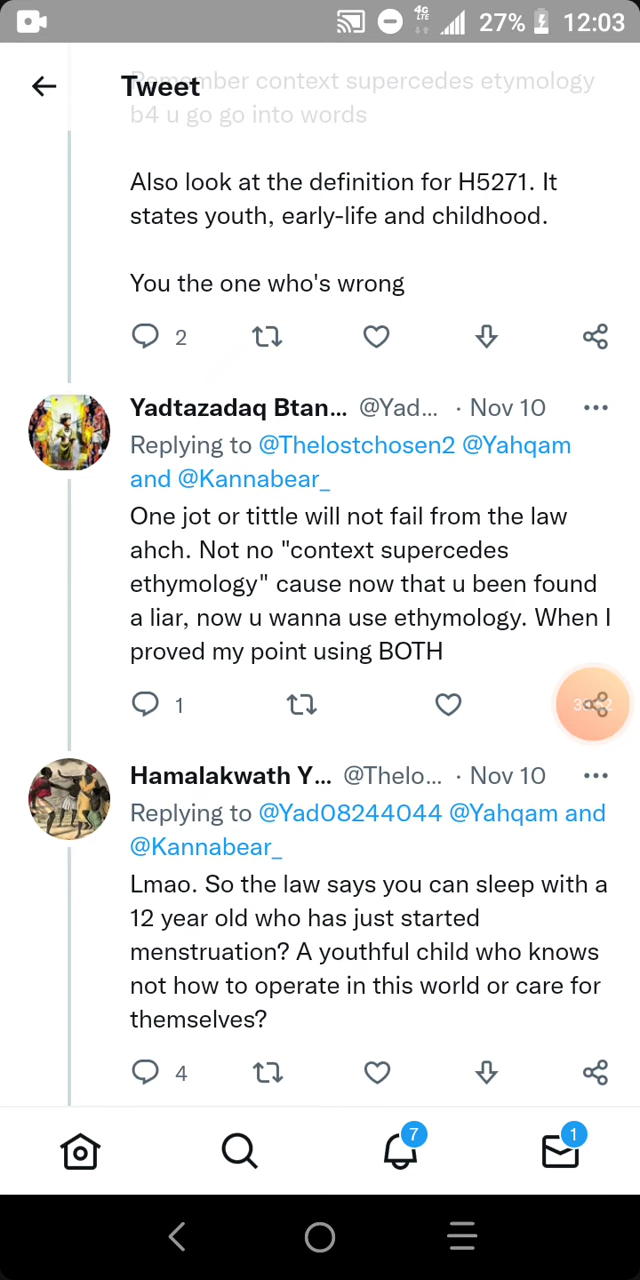 4G
LTE
27%
12:03
Tweet
Remember context supercedes etymology
b4 u go go into words
Also look at the definition for H5271. It
states youth, early-life and childhood.
You the one who's wrong
2
Yadtazadaq Btan... @Yad... · Nov 10
Replying to @Thelostchosen2 @Yahqam
and @Kannabear_
One jot or tittle will not fail from the law
ahch. Not no "context supercedes
ethymology" cause now that u been found
a liar, now u wanna use ethymology. When I
proved my point using BOTH
1
Hamalakwath Y... @Thelo... · Nov 10
Replying to @Yad08244044 @Yahqam and
@Kannabear_
Lmao. So the law says you can sleep with a
12 year old who has just started
menstruation? A youthful child who knows
not how to operate in this world or care for
themselves?
4
7
1